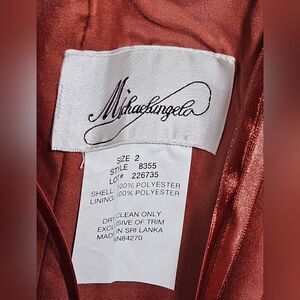 Michaelangelo
SIZE 2
STYLE 8355
LOT# 226735
SHELL: 100% POLYESTER
LINING: 100% POLYESTER
DRY CLEAN ONLY
EXCLUSIVE OF TRIM
MADE IN SRI LANKA
RN84270